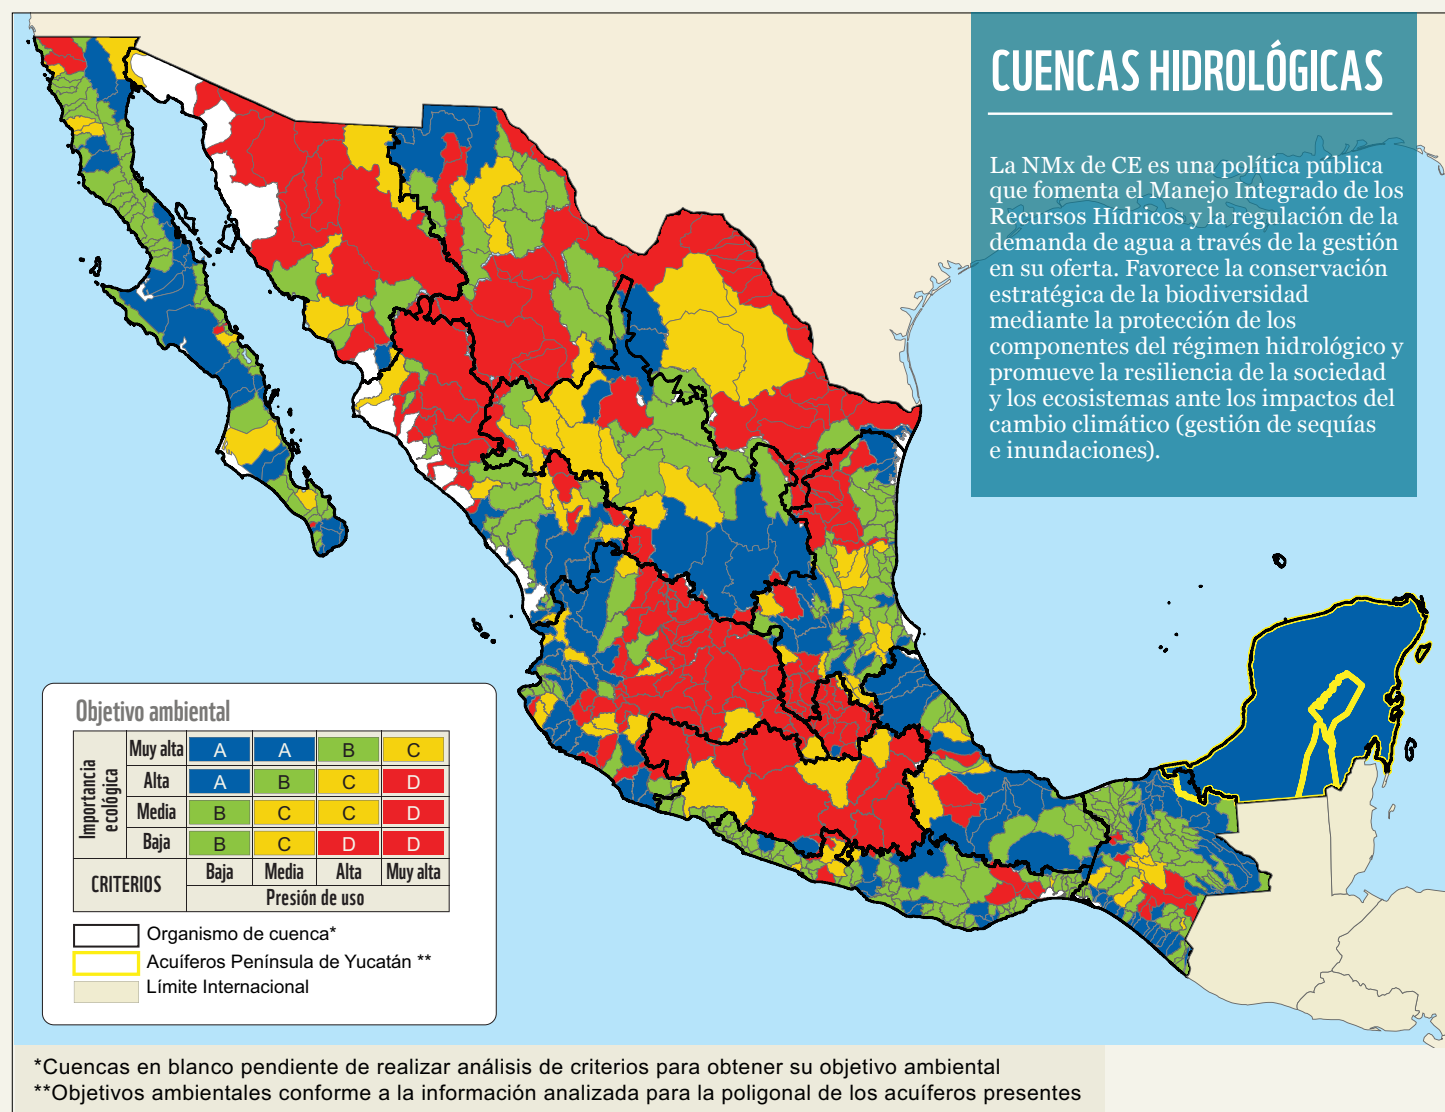 CUENCAS HIDROLÓGICAS
La NMx de CE es una política pública
que fomenta el Manejo Integrado de los
Recursos Hídricos y la regulación de la
demanda de agua a través de la gestión
en su oferta. Favorece la conservación
estratégica de la biodiversidad
mediante la protección de los
componentes del régimen hidrológico y
promueve la resiliencia de la sociedad
y los ecosistemas ante los impactos del
cambio climático (gestión de sequías
e inundaciones).
Objetivo ambiental
Importancia
ecológica
Muy alta A A B C
Alta A B C D
Media B C C D
Baja B C D D
CRITERIOS
Baja Media Alta Muy alta
Presión de uso
Organismo de cuenca*
Acuíferos Península de Yucatán **
Límite Internacional
*Cuencas en blanco pendiente de realizar análisis de criterios para obtener su objetivo ambiental
**Objetivos ambientales conforme a la información analizada para la poligonal de los acuíferos presentes